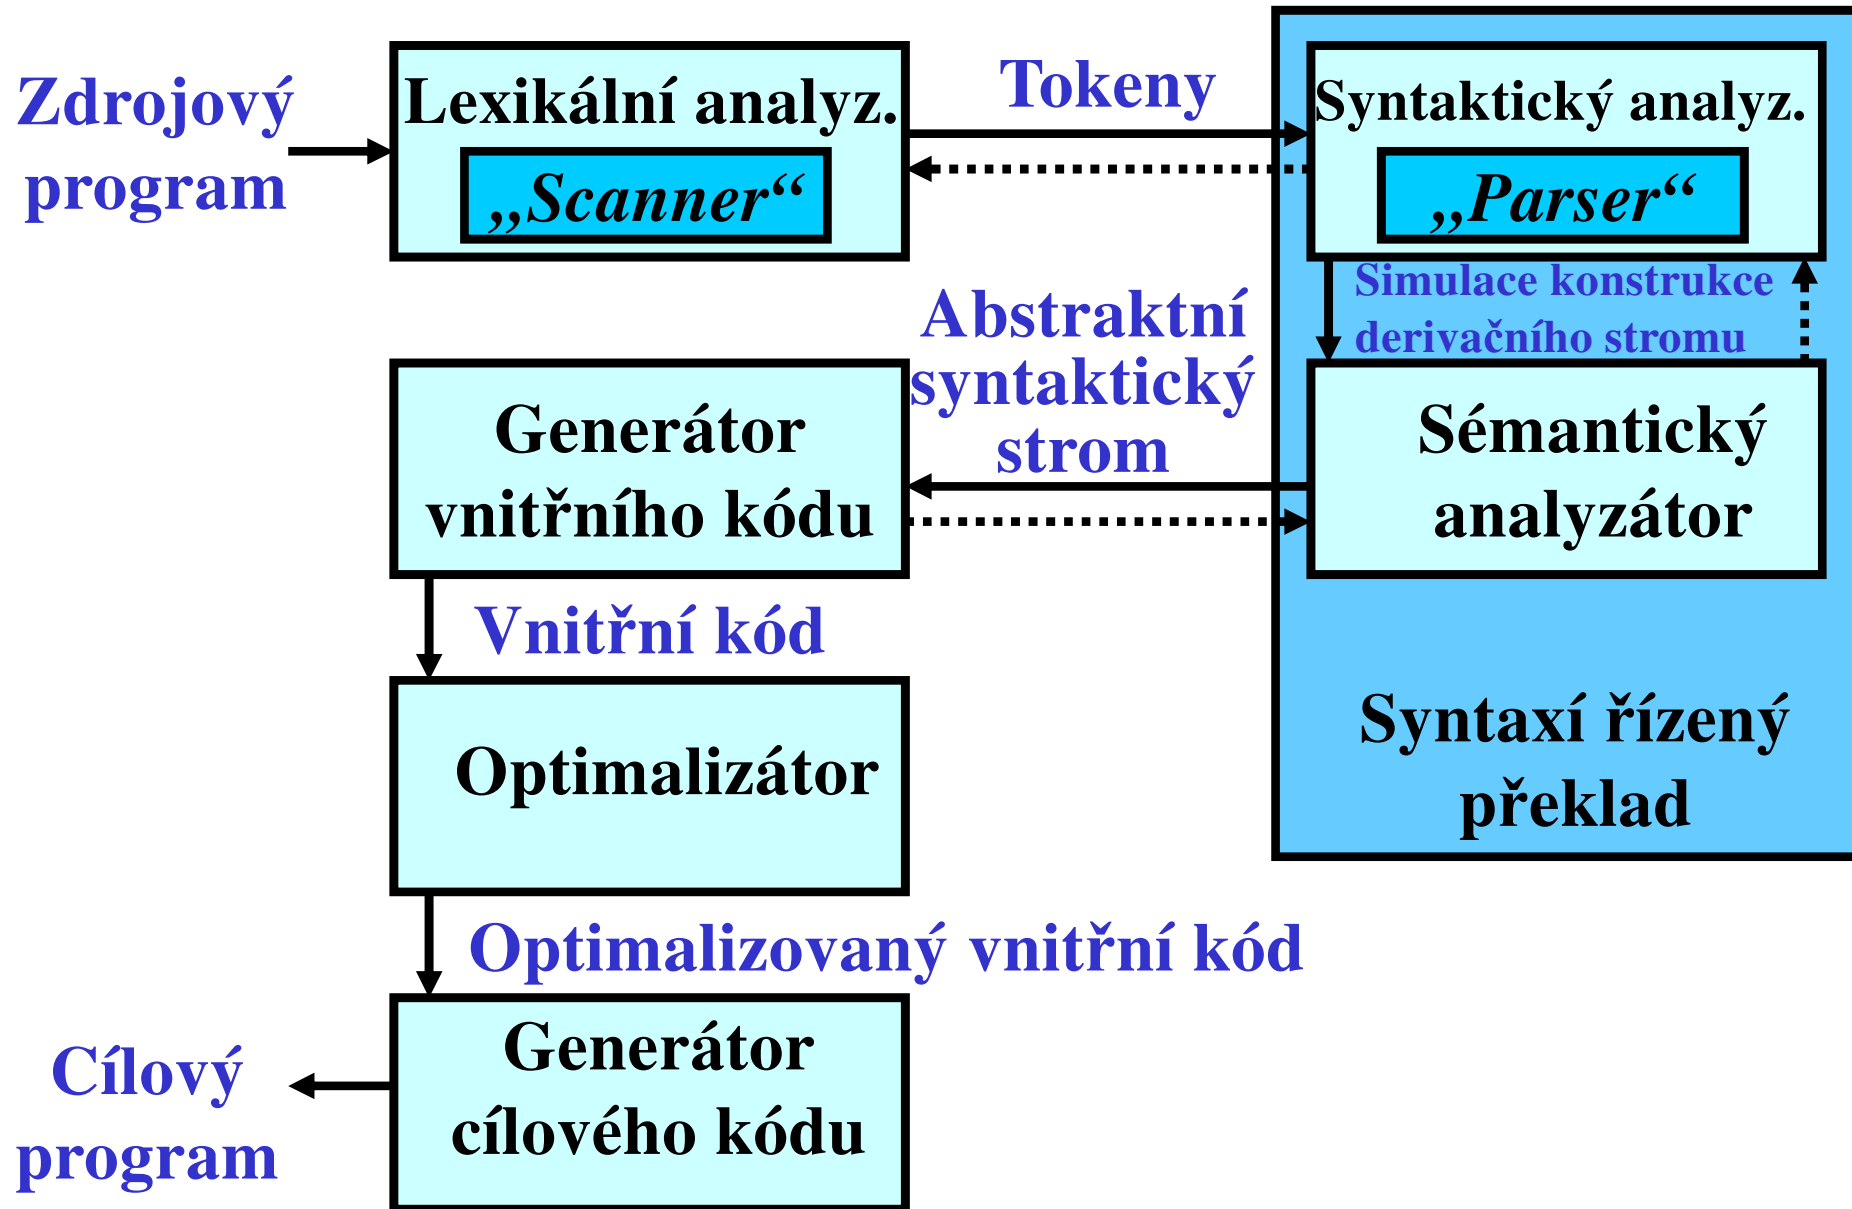 Zdrojový
program
Lexikální analyz.
„Scanner“
Tokeny
Syntaktický analyz.
„Parser“
Simulace konstrukce
derivačního stromu
Abstraktní
syntaktický
strom
Generátor
vnitřního kódu
Sémantický
analyzátor
Vnitřní kód
Optimalizátor
Syntaxí řízený
překlad
Optimalizovaný vnitřní kód
Generátor
cílového kódu
Cílový
program